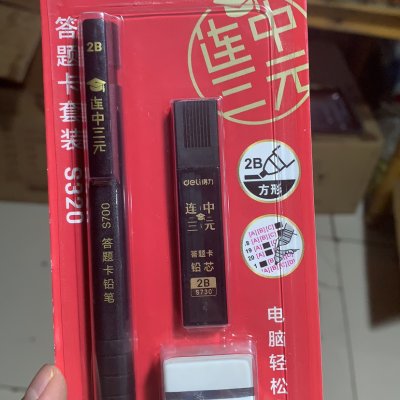 答题卡套装 S320
连中三元
2B
连中三元
S700 答题卡铅笔
deli得力
连中三元
答题卡
铅芯
2B
S730
2B
方形
[A][B][C]
电脑轻松